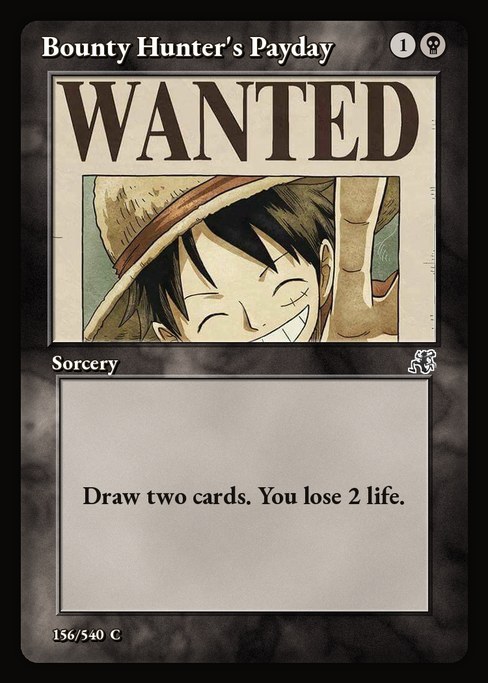 Bounty Hunter's Payday 1
WANTED
Sorcery
Draw two cards. You lose 2 life.
156/540 C